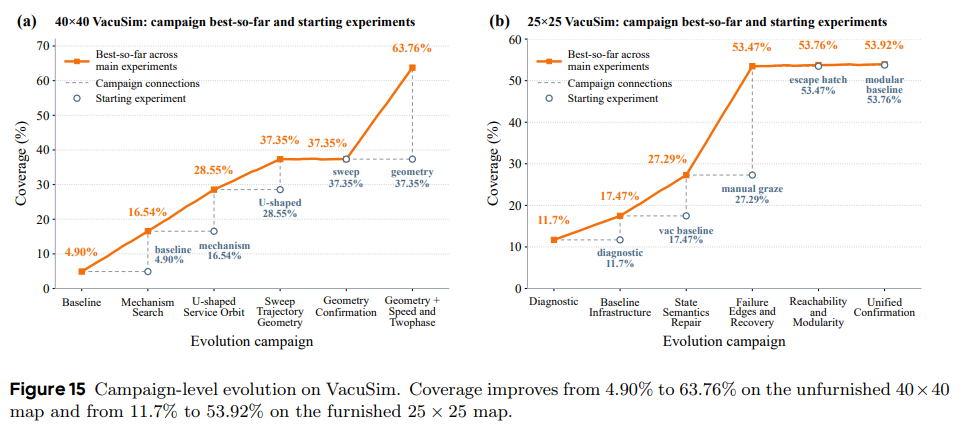 (a) 40×40 VacuSim: campaign best-so-far and starting experiments
Coverage (%)
70
60
50
40
30
20
10
0
Best-so-far across
main experiments
Campaign connections
Starting experiment
4.90%
16.54%
28.55%
37.35%
37.35%
63.76%
baseline
4.90%
mechanism
16.54%
U-shaped
28.55%
sweep
37.35%
geometry
37.35%
Baseline
Mechanism
Search
U-shaped
Service Orbit
Sweep
Trajectory
Geometry
Geometry
Confirmation
Geometry +
Speed and
Twophase
Evolution campaign
(b) 25×25 VacuSim: campaign best-so-far and starting experiments
Coverage (%)
60
50
40
30
20
10
0
Best-so-far across
main experiments
Campaign connections
Starting experiment
11.7%
17.47%
27.29%
53.47%
53.76%
53.92%
diagnostic
11.7%
vac baseline
17.47%
manual graze
27.29%
escape hatch
53.47%
modular
baseline
53.76%
Diagnostic
Baseline
Infrastructure
State
Semantics
Repair
Failure
Edges and
Recovery
Reachability
and
Modularity
Unified
Confirmation
Evolution campaign
Figure 15 Campaign-level evolution on VacuSim. Coverage improves from 4.90% to 63.76% on the unfurnished 40×40
map and from 11.7% to 53.92% on the furnished 25 × 25 map.